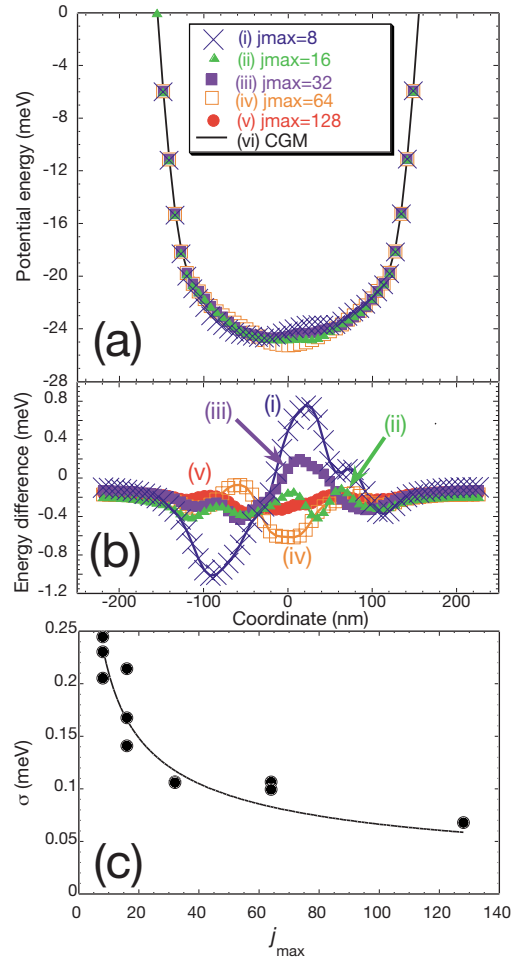 0
-4
-8
-12
-16
-20
-24
-28
Potential energy (meV)
(i) jmax=8
(ii) jmax=16
(iii) jmax=32
(iv) jmax=64
(v) jmax=128
(vi) CGM
(a)
0.8
0.4
0
-0.4
-0.8
-1.2
Energy difference (meV)
(iii)
(i)
(ii)
(v)
(iv)
(b)
-200 -100 0 100 200
Coordinate (nm)
0.25
0.2
0.15
0.1
0.05
0
σ (meV)
(c)
0 20 40 60 80 100 120 140
jmax